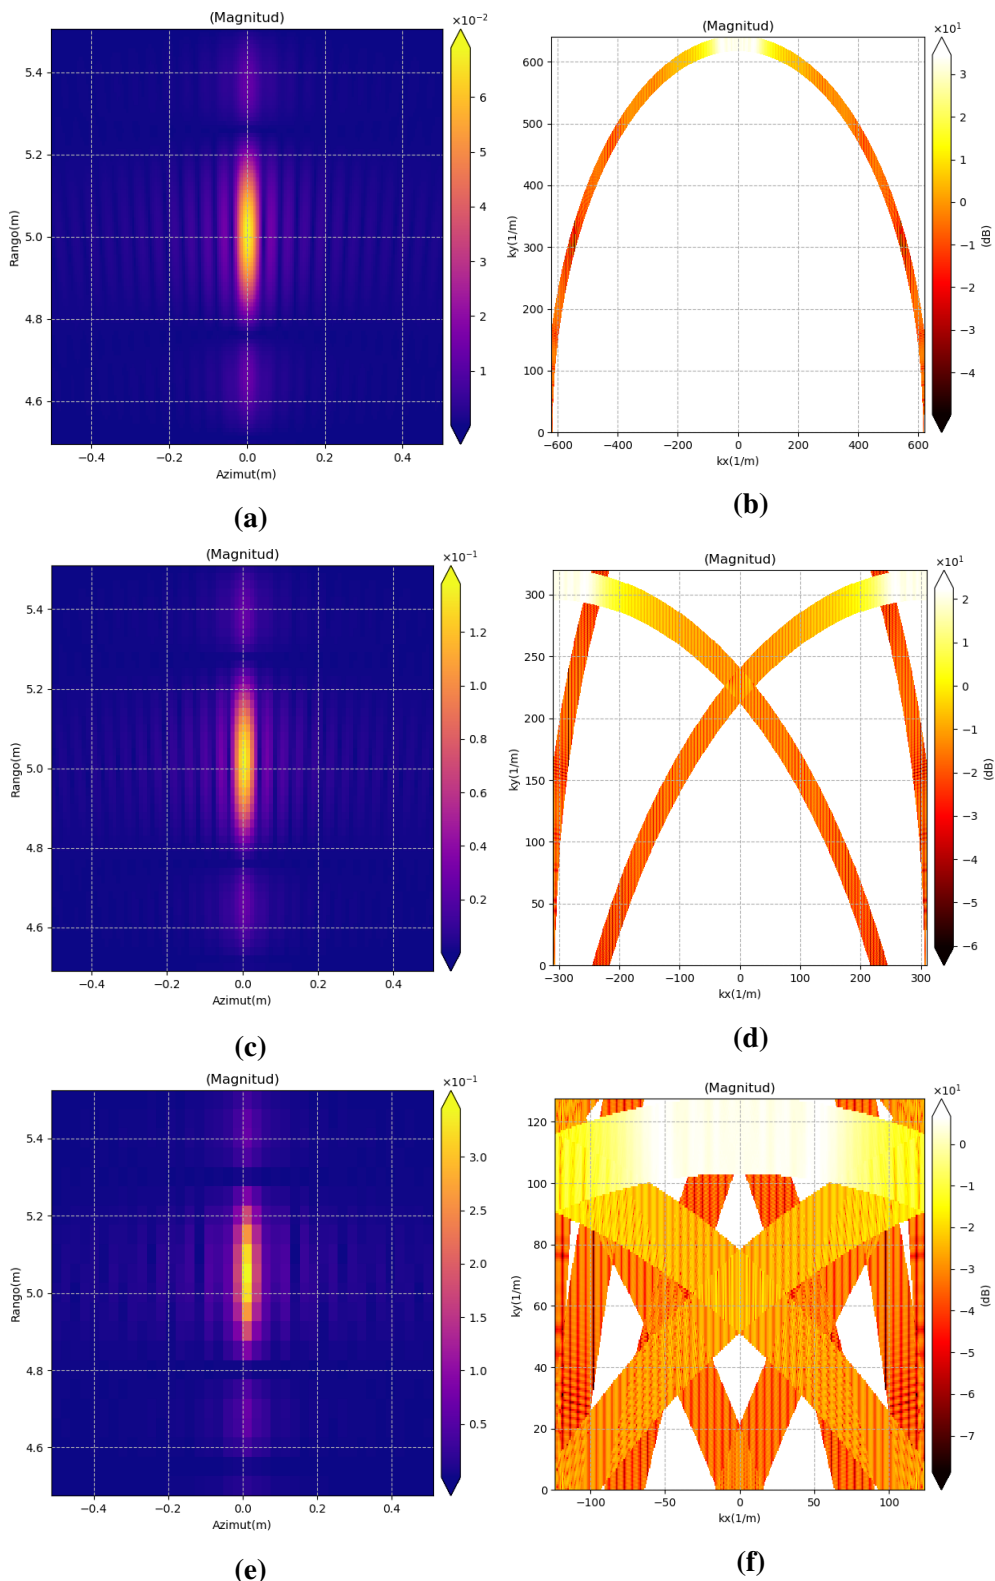 (Magnitud)
×10⁻²
5.4
5.2
5.0
4.8
4.6
Rango(m)
−0.4 −0.2 0.0 0.2 0.4
Azimut(m)
6
5
4
3
2
1
(a)
(Magnitud)
×10¹
600
500
400
300
200
100
0
ky(1/m)
−600 −400 −200 0 200 400 600
kx(1/m)
3
2
1
0
−1
−2
−3
−4
(dB)
(b)
(Magnitud)
×10⁻¹
5.4
5.2
5.0
4.8
4.6
Rango(m)
−0.4 −0.2 0.0 0.2 0.4
Azimut(m)
1.2
1.0
0.8
0.6
0.4
0.2
(c)
(Magnitud)
×10¹
300
250
200
150
100
50
0
ky(1/m)
−300 −200 −100 0 100 200 300
kx(1/m)
2
1
0
−1
−2
−3
−4
−5
−6
(dB)
(d)
(Magnitud)
×10⁻¹
5.4
5.2
5.0
4.8
4.6
Rango(m)
−0.4 −0.2 0.0 0.2 0.4
Azimut(m)
3.0
2.5
2.0
1.5
1.0
0.5
(e)
(Magnitud)
×10¹
120
100
80
60
40
20
0
ky(1/m)
−100 −50 0 50 100
kx(1/m)
0
−1
−2
−3
−4
−5
−6
−7
(dB)
(f)